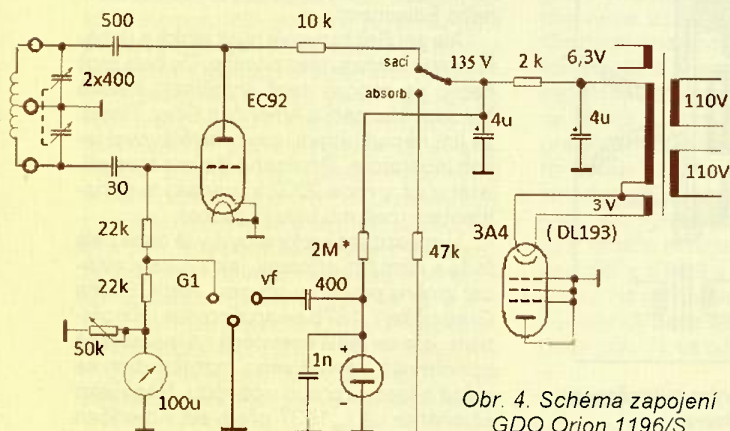 500
10 k
2x400
EC92
30
22k
22k
G1
vf
50k
100u
sací
absorb.
135 V
2 k
6,3V
4u
4u
110V
110V
3 V
2M*
47k
400
1n
+
-
3A4
(DL193)
Obr. 4. Schéma zapojení
GDO Orion 1196/S